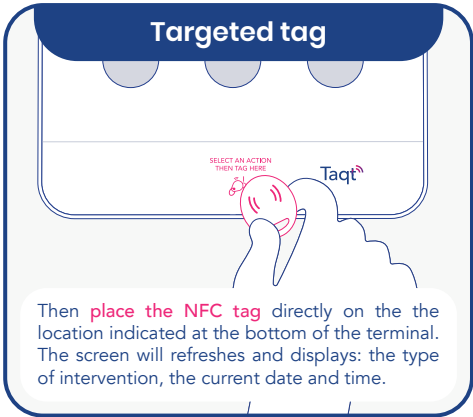 Targeted tag
SELECT AN ACTION
THEN TAG HERE
Taqt
Then place the NFC tag directly on the the
location indicated at the bottom of the terminal.
The screen will refreshes and displays: the type
of intervention, the current date and time.